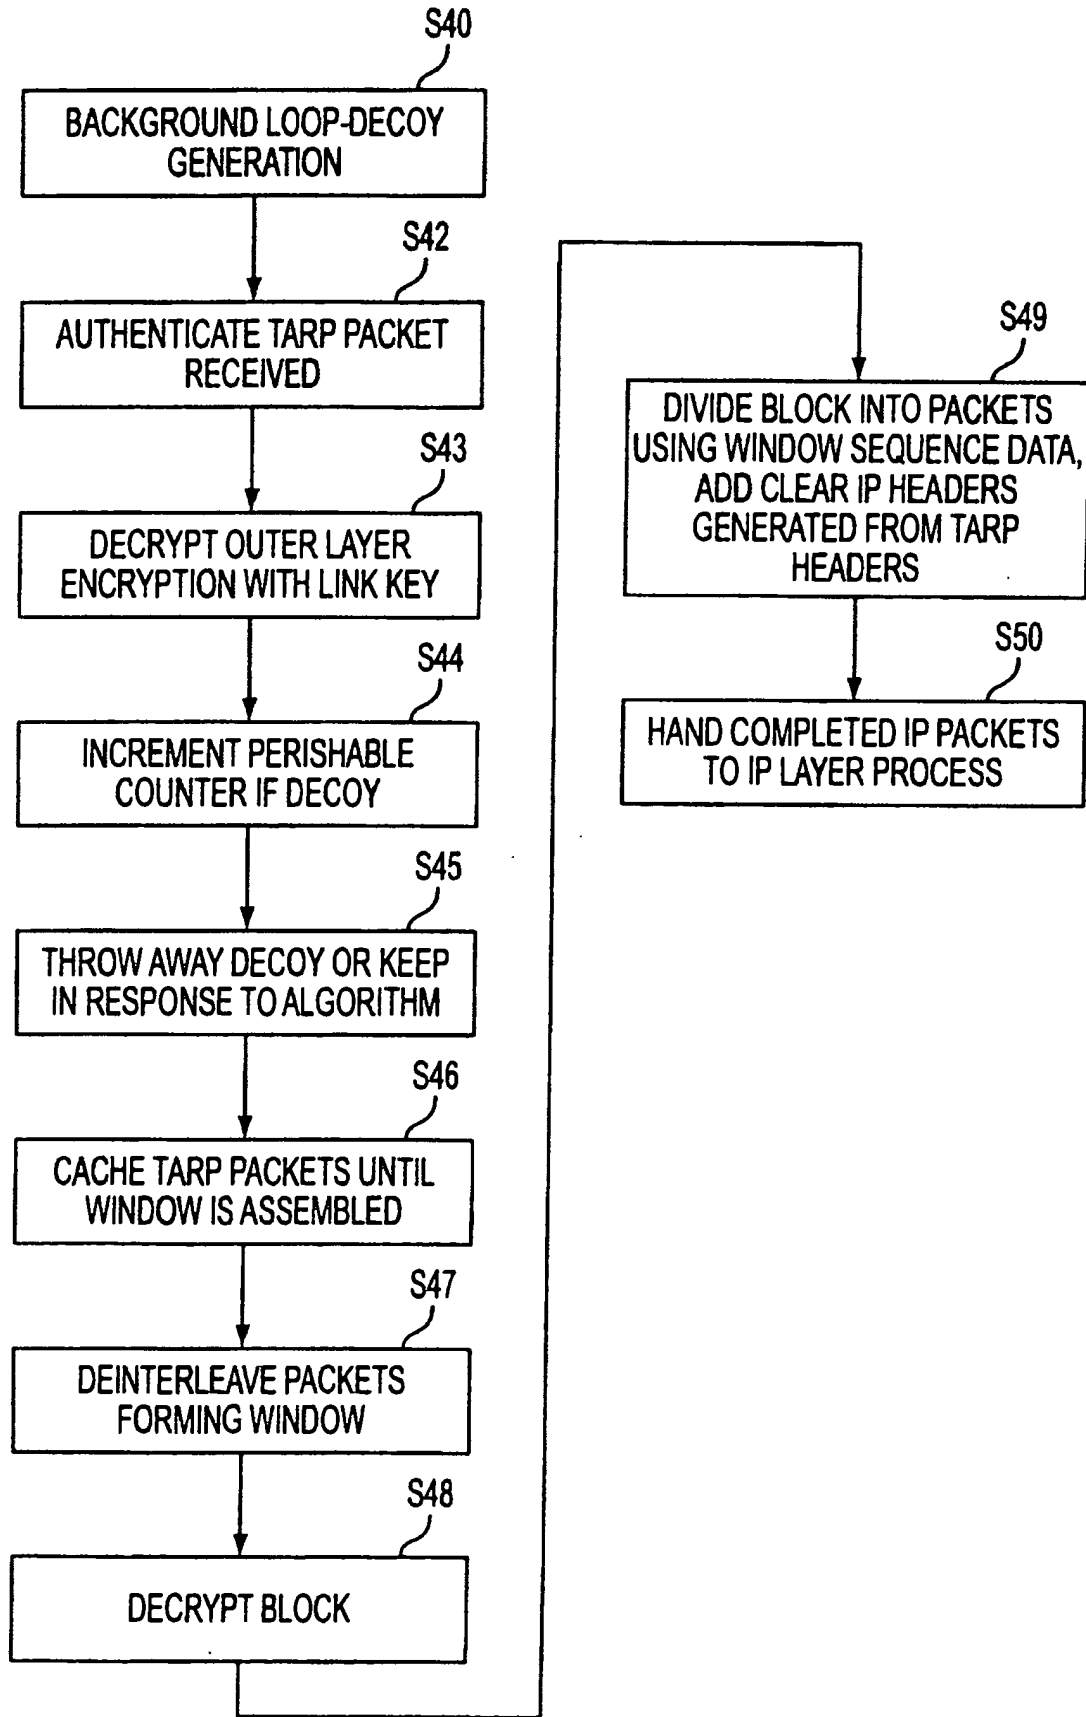 S40
BACKGROUND LOOP-DECOY
GENERATION
S42
AUTHENTICATE TARP PACKET
RECEIVED
S43
DECRYPT OUTER LAYER
ENCRYPTION WITH LINK KEY
S44
INCREMENT PERISHABLE
COUNTER IF DECOY
S45
THROW AWAY DECOY OR KEEP
IN RESPONSE TO ALGORITHM
S46
CACHE TARP PACKETS UNTIL
WINDOW IS ASSEMBLED
S47
DEINTERLEAVE PACKETS
FORMING WINDOW
S48
DECRYPT BLOCK
S49
DIVIDE BLOCK INTO PACKETS
USING WINDOW SEQUENCE DATA,
ADD CLEAR IP HEADERS
GENERATED FROM TARP
HEADERS
S50
HAND COMPLETED IP PACKETS
TO IP LAYER PROCESS